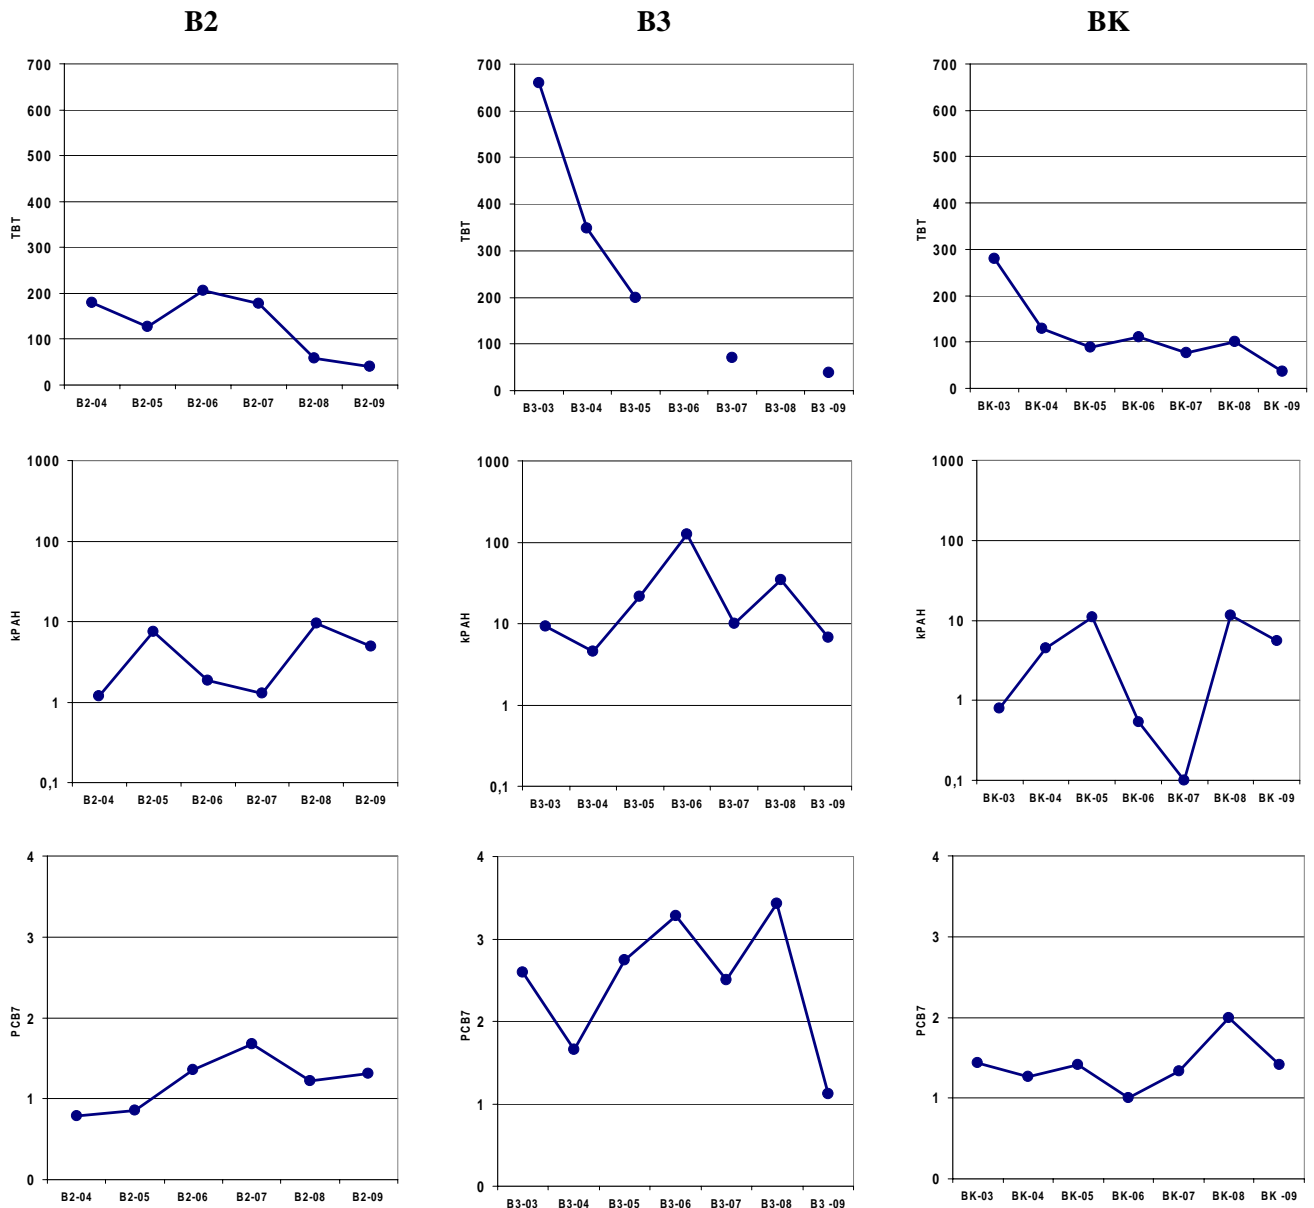 B2 B3 BK
700 600 500 400 300 200 100 0
TBT
B2-04 B2-05 B2-06 B2-07 B2-08 B2-09
700 600 500 400 300 200 100 0
TBT
B3-03 B3-04 B3-05 B3-06 B3-07 B3-08 B3 -09
700 600 500 400 300 200 100 0
TBT
BK-03 BK-04 BK-05 BK-06 BK-07 BK-08 BK -09
1000 100 10 1 0,1
kPAH
B2-04 B2-05 B2-06 B2-07 B2-08 B2-09
1000 100 10 1 0,1
kPAH
B3-03 B3-04 B3-05 B3-06 B3-07 B3-08 B3 -09
1000 100 10 1 0,1
kPAH
BK-03 BK-04 BK-05 BK-06 BK-07 BK-08 BK -09
4 3 2 1 0
PCB7
B2-04 B2-05 B2-06 B2-07 B2-08 B2-09
4 3 2 1 0
PCB7
B3-03 B3-04 B3-05 B3-06 B3-07 B3-08 B3 -09
4 3 2 1 0
PCB7
BK-03 BK-04 BK-05 BK-06 BK-07 BK-08 BK -09